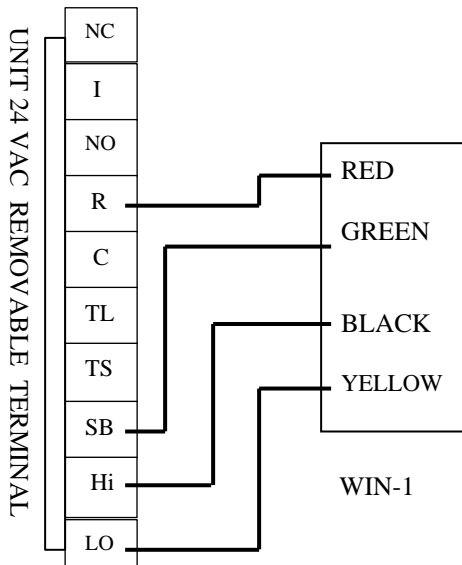 UNIT 24 VAC REMOVABLE TERMINAL
NC
I
NO
R
C
TL
TS
SB
Hi
LO
RED
GREEN
BLACK
YELLOW
WIN-1